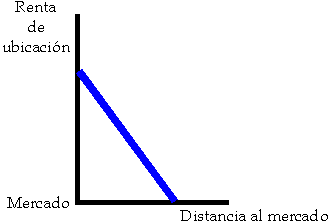 Renta
de
ubicación
Mercado
Distancia al mercado